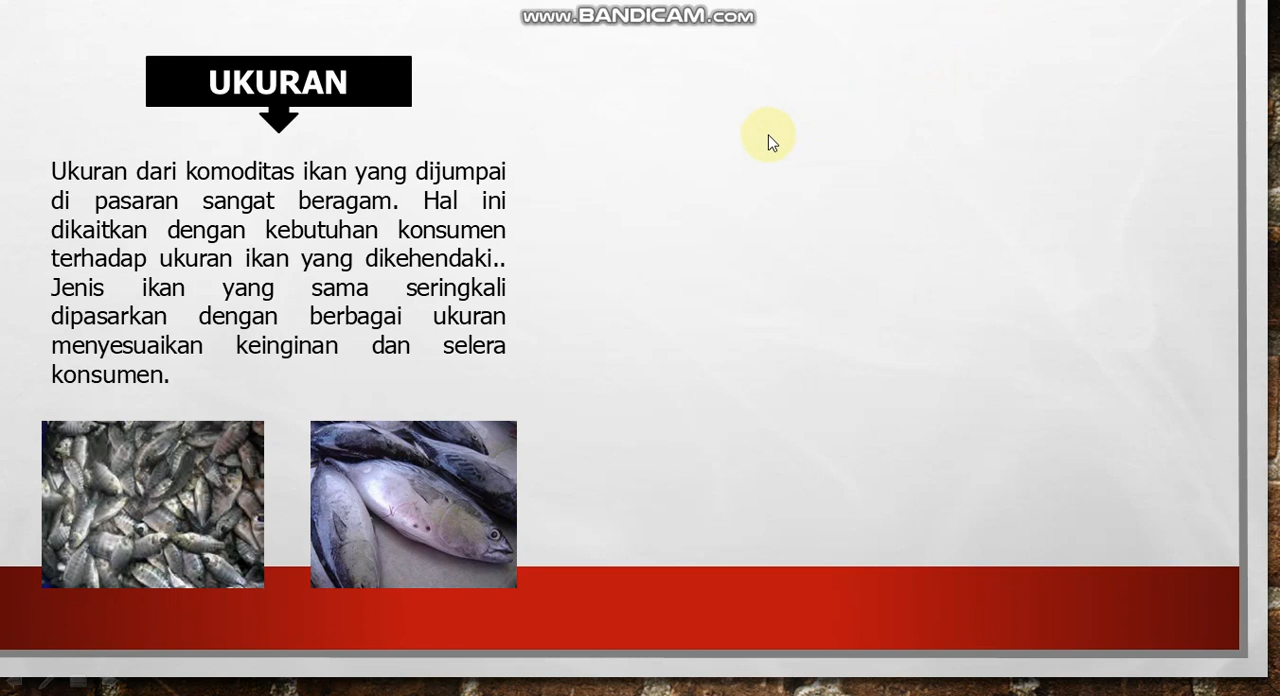 www.BANDICAM.com
UKURAN
Ukuran dari komoditas ikan yang dijumpai
di pasaran sangat beragam. Hal ini
dikaitkan dengan kebutuhan konsumen
terhadap ukuran ikan yang dikehendaki..
Jenis ikan yang sama seringkali
dipasarkan dengan berbagai ukuran
menyesuaikan keinginan dan selera
konsumen.